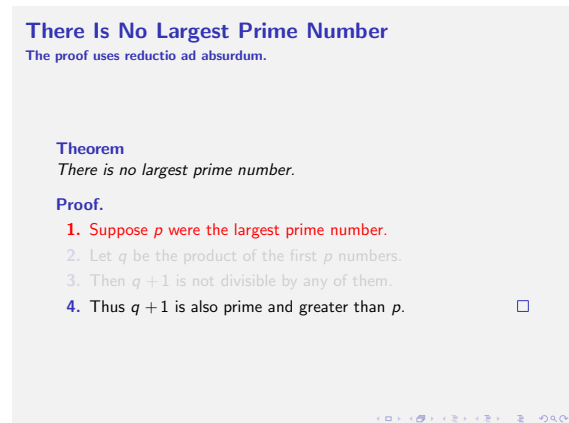 There Is No Largest Prime Number
The proof uses reductio ad absurdum.
Theorem
There is no largest prime number.
Proof.
1. Suppose p were the largest prime number.
2. Let q be the product of the first p numbers.
3. Then q + 1 is not divisible by any of them.
4. Thus q + 1 is also prime and greater than p.